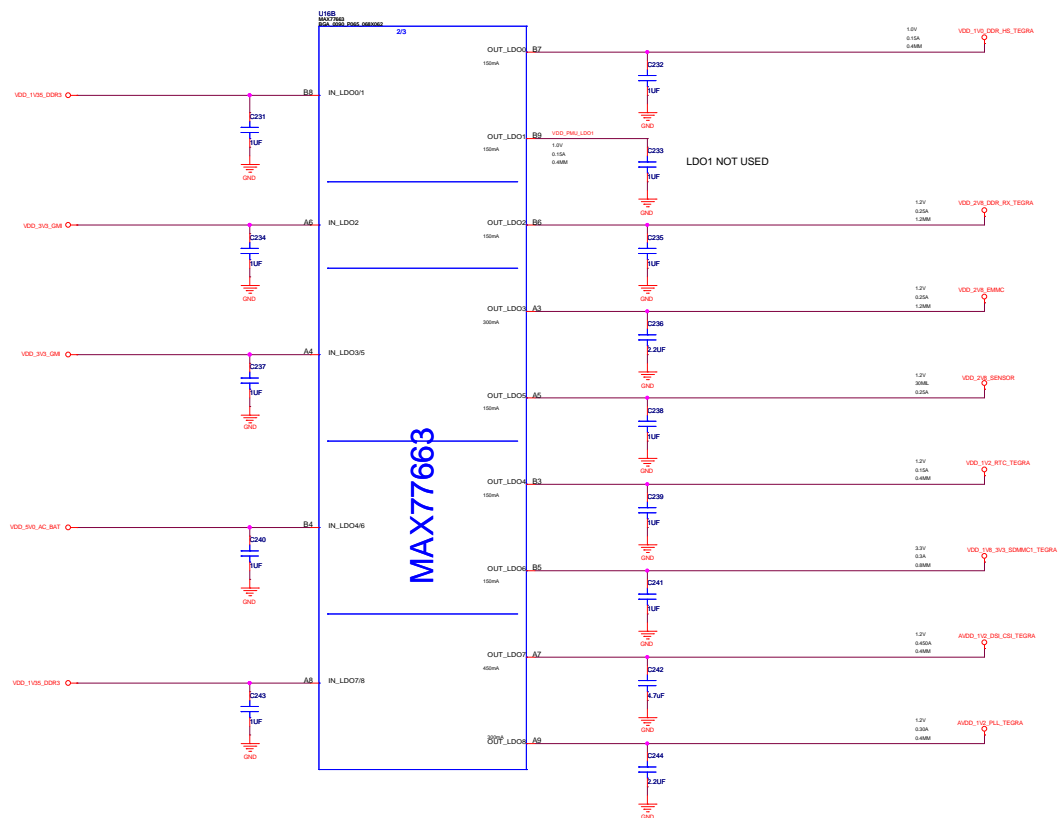 U16B
MAX77663
BGA_0090_P065_068X062
2/3
OUT_LDO0 B7
150mA
1.0V
0.15A
0.4MM
VDD_1V0_DDR_HS_TEGRA
C232
1UF
GND
VDD_1V35_DDR3
B8 IN_LDO0/1
C231
1UF
GND
OUT_LDO1 B9
150mA
VDD_PMU_LDO1
1.0V
0.15A
0.4MM
C233
1UF
GND
LDO1 NOT USED
VDD_3V3_GMI
A6 IN_LDO2
C234
1UF
GND
OUT_LDO2 B6
150mA
1.2V
0.25A
1.2MM
VDD_2V8_DDR_RX_TEGRA
C235
1UF
GND
OUT_LDO3 A3
300mA
1.2V
0.25A
1.2MM
VDD_2V8_EMMC
C236
2.2UF
GND
VDD_3V3_GMI
A4 IN_LDO3/5
C237
1UF
GND
OUT_LDO5 A5
150mA
1.2V
30MIL
0.25A
VDD_2V8_SENSOR
C238
1UF
GND
MAX77663
OUT_LDO4 B3
150mA
1.2V
0.15A
0.4MM
VDD_1V2_RTC_TEGRA
C239
1UF
GND
VDD_5V0_AC_BAT
B4 IN_LDO4/6
C240
1UF
GND
OUT_LDO6 B5
150mA
3.3V
0.3A
0.8MM
VDD_1V8_3V3_SDMMC1_TEGRA
C241
1UF
GND
OUT_LDO7 A7
450mA
1.2V
0.450A
0.4MM
AVDD_1V2_DSI_CSI_TEGRA
C242
4.7uF
GND
VDD_1V35_DDR3
A8 IN_LDO7/8
C243
1UF
GND
300mA
OUT_LDO8 A9
1.2V
0.30A
0.4MM
AVDD_1V2_PLL_TEGRA
C244
2.2UF
GND